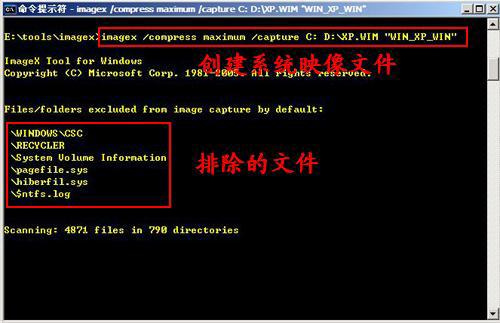 命令提示符 - imagex /compress maximum /capture C: D:\XP.WIM "WIN_XP_WIN"
E:\tools\imagex>imagex /compress maximum /capture C: D:\XP.WIM "WIN_XP_WIN"
创建系统映像文件
ImageX Tool for Windows
Copyright (C) Microsoft Corp. 1981-2005. All rights reserved.
Files/folders excluded from image capture by default:
\WINDOWS\CSC
\RECYCLER
\System Volume Information
排除的文件
\pagefile.sys
\hiberfil.sys
\$ntfs.log
Scanning: 4871 files in 790 directories